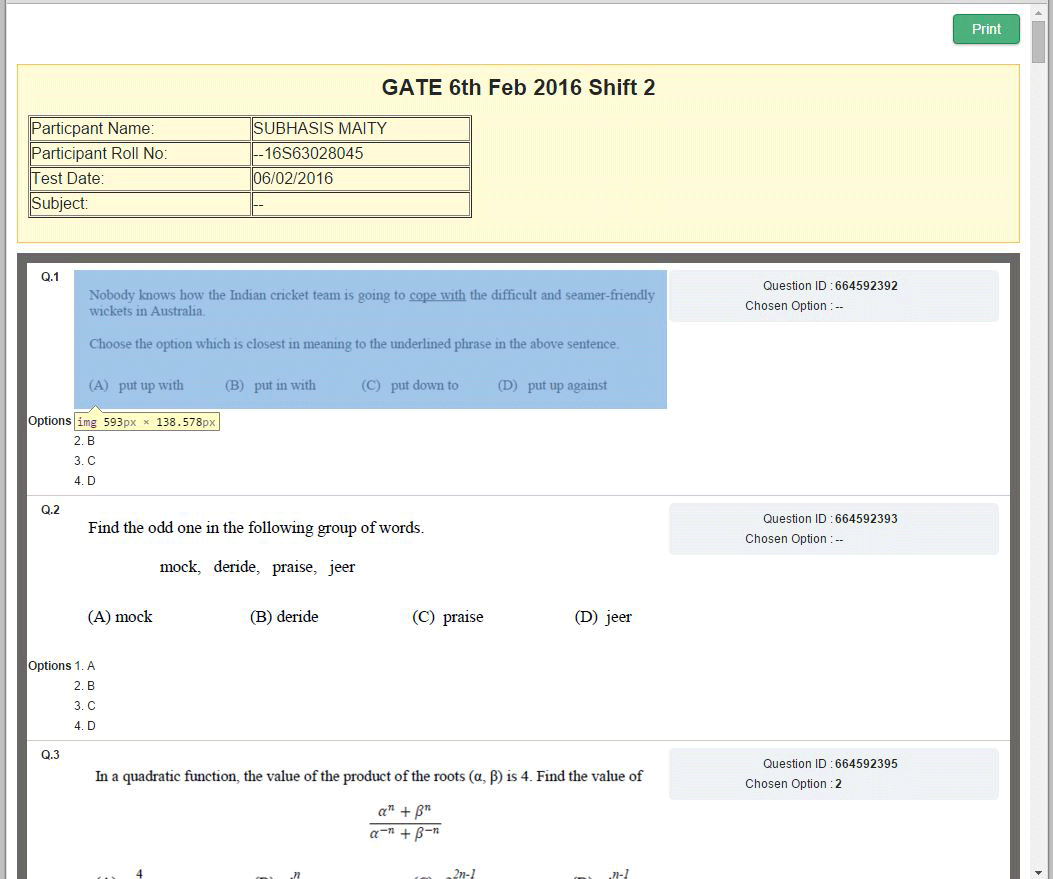 Print
GATE 6th Feb 2016 Shift 2
Particpant Name: SUBHASIS MAITY
Participant Roll No: --16S63028045
Test Date: 06/02/2016
Subject: --
Q.1
Nobody knows how the Indian cricket team is going to cope with the difficult and seamer-friendly
wickets in Australia.
Choose the option which is closest in meaning to the underlined phrase in the above sentence.
(A) put up with (B) put in with (C) put down to (D) put up against
Question ID :664592392
Chosen Option :--
Options
img 593px × 138.578px
2. B
3. C
4. D
Q.2
Find the odd one in the following group of words.
mock, deride, praise, jeer
(A) mock (B) deride (C) praise (D) jeer
Question ID :664592393
Chosen Option :--
Options 1. A
2. B
3. C
4. D
Q.3
In a quadratic function, the value of the product of the roots (α, β) is 4. Find the value of
αⁿ + βⁿ
α⁻ⁿ + β⁻ⁿ
Question ID :664592395
Chosen Option :2
4 n 2n-1 n-1